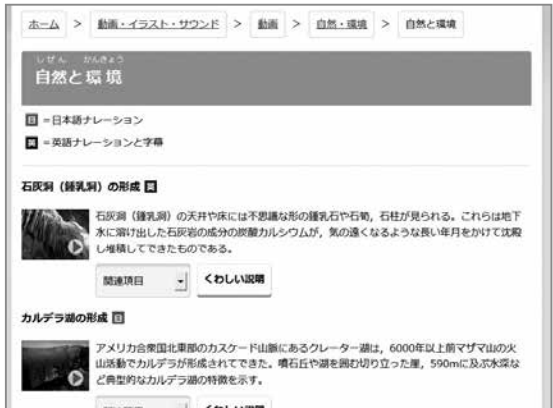 ホーム > 動画・イラスト・サウンド > 動画 > 自然・環境 > 自然と環境
しぜん かんきょう
自然と環境
日 =日本語ナレーション
英 =英語ナレーションと字幕
石灰洞（鍾乳洞）の形成 英
石灰洞（鍾乳洞）の天井や床には不思議な形の鍾乳石や石筍，石柱が見られる。これらは地下
水に溶け出した石灰岩の成分の炭酸カルシウムが，気の遠くなるような長い年月をかけて沈殿
し堆積してできたものである。
関連項目 くわしい説明
カルデラ湖の形成 日
アメリカ合衆国北東部のカスケード山脈にあるクレーター湖は，6000年以上前マザマ山の火
山活動でカルデラが形成されてできた。噴石丘や湖を囲む切り立った崖，590mに及ぶ水深な
ど典型的なカルデラ湖の特徴を示す。